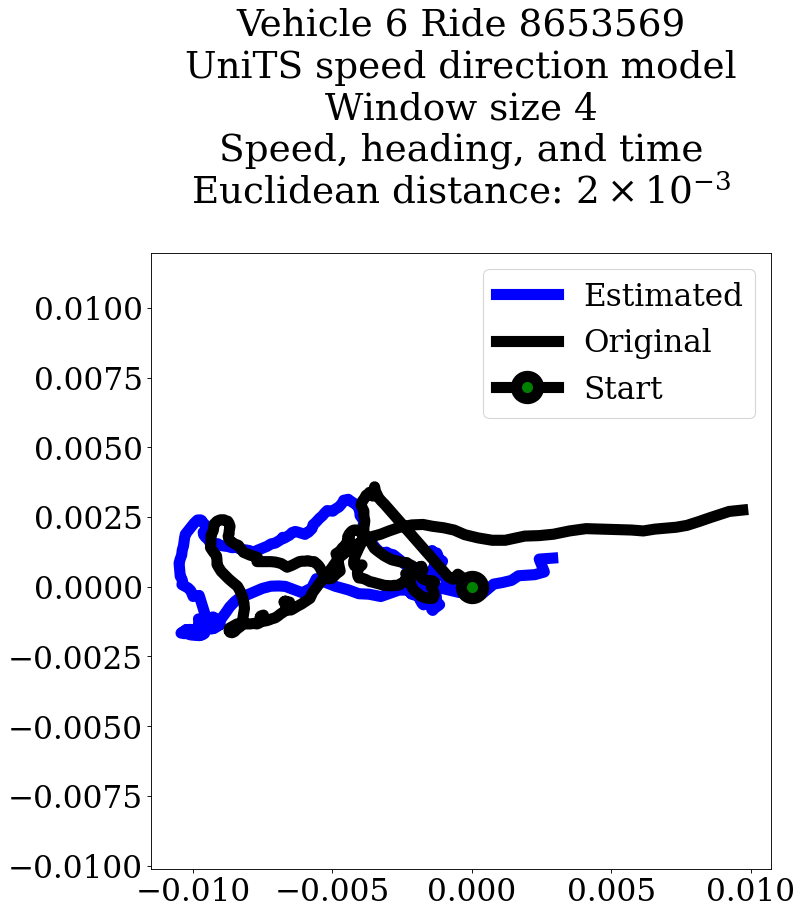 Vehicle 6 Ride 8653569
UniTS speed direction model
Window size 4
Speed, heading, and time
Euclidean distance: $2 \times 10^{-3}$
Estimated
Original
Start
0.0100
0.0075
0.0050
0.0025
0.0000
−0.0025
−0.0050
−0.0075
−0.0100
−0.010 −0.005 0.000 0.005 0.010